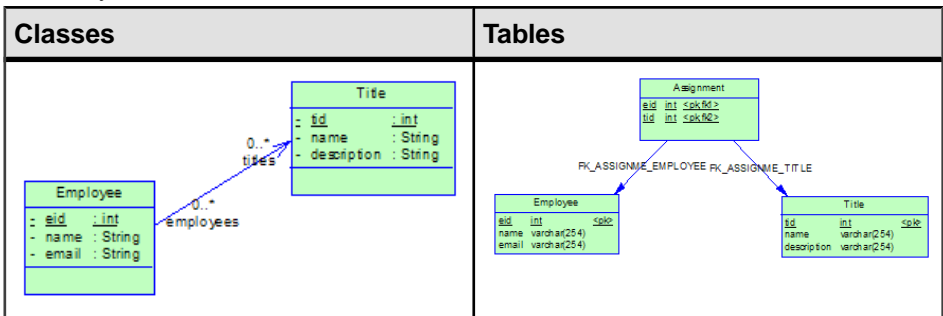 Classes
Tables
Title
- tid : int
- name : String
- description : String
0..*
titles
Employee
- eid : int
- name : String
- email : String
0..*
employees
Assignment
eid int <pk,fk1>
tid int <pk,fk2>
FK_ASSIGNME_EMPLOYEE
FK_ASSIGNME_TITLE
Employee
eid int <pk>
name varchar(254)
email varchar(254)
Title
tid int <pk>
name varchar(254)
description varchar(254)